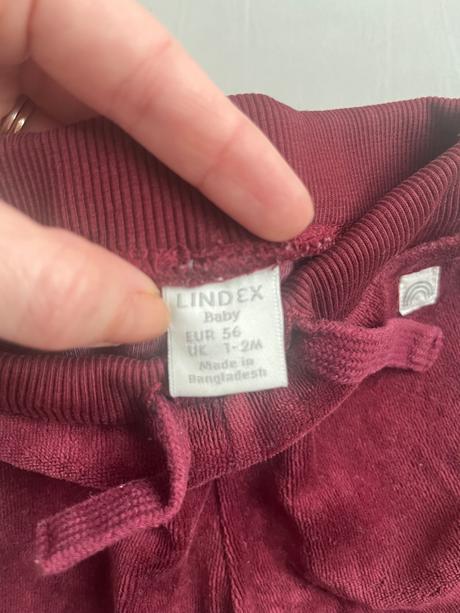 LINDEX
Baby
EUR 56
UK 1-2M
Made in
Bangladesh